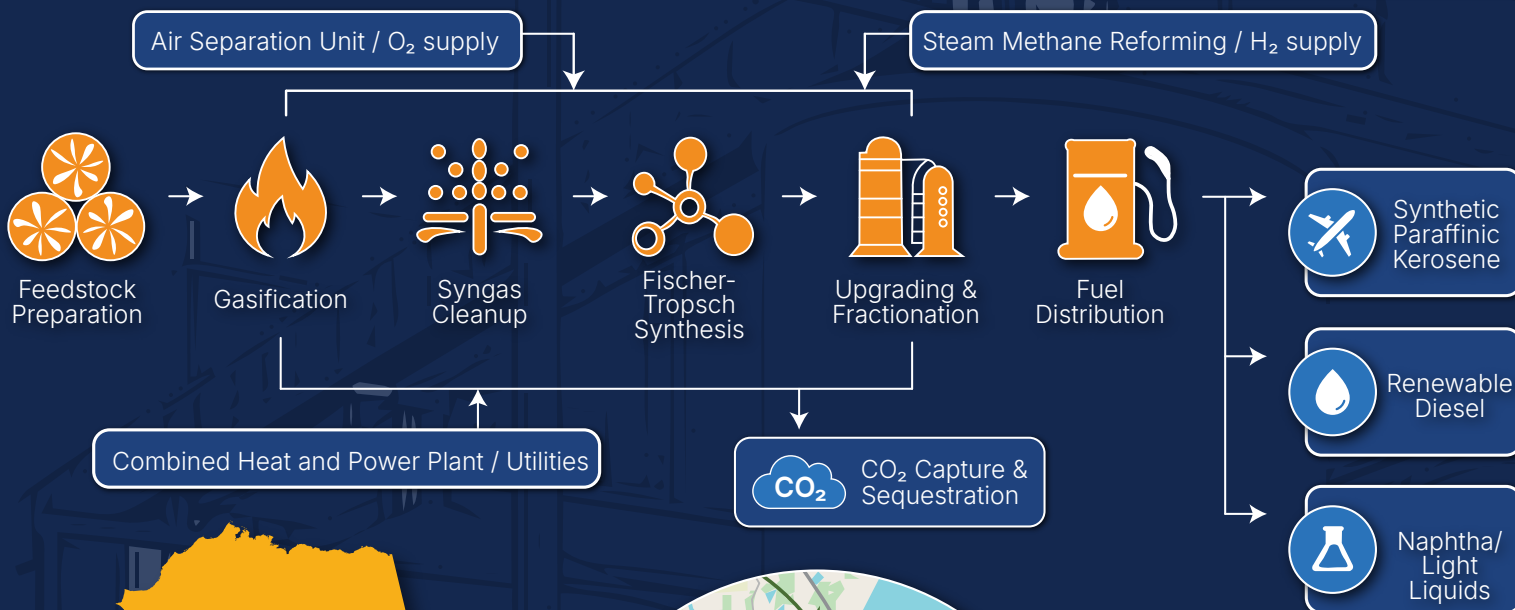 Air Separation Unit / O₂ supply
Steam Methane Reforming / H₂ supply
Feedstock
Preparation
Gasification
Syngas
Cleanup
Fischer-
Tropsch
Synthesis
Upgrading &
Fractionation
Fuel
Distribution
Synthetic
Paraffinic
Kerosene
Renewable
Diesel
Naphtha/
Light
Liquids
Combined Heat and Power Plant / Utilities
CO₂
CO₂ Capture &
Sequestration